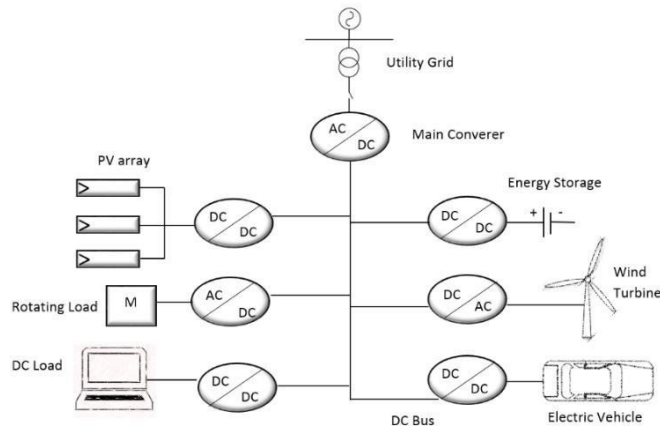 Utility Grid
AC
DC
Main Converer
PV array
Energy Storage
DC
DC
DC
DC
+ -
Wind
Turbine
Rotating Load
M
AC
DC
DC
AC
DC Load
DC
DC
DC
DC
DC Bus
Electric Vehicle